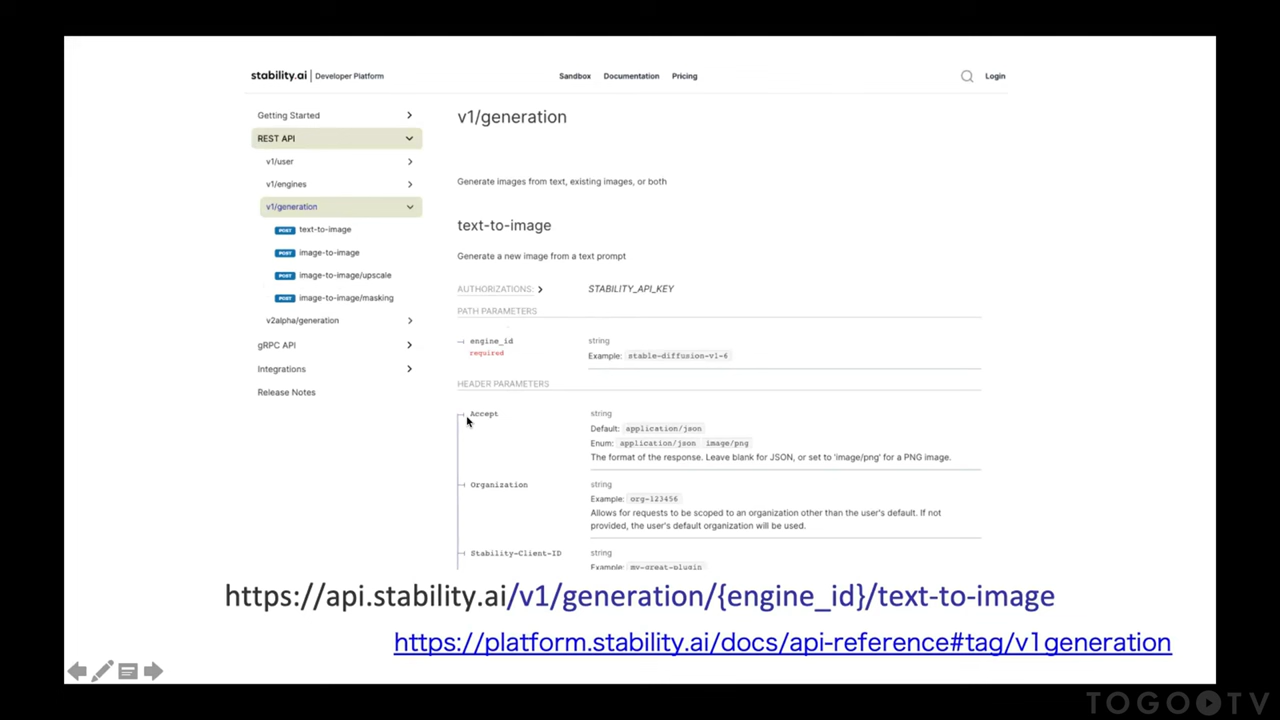 stability.ai | Developer Platform
Sandbox Documentation Pricing
Login
Getting Started
REST API
v1/user
v1/engines
v1/generation
POST text-to-image
POST image-to-image
POST image-to-image/upscale
POST image-to-image/masking
v2alpha/generation
gRPC API
Integrations
Release Notes
v1/generation
Generate images from text, existing images, or both
text-to-image
Generate a new image from a text prompt
AUTHORIZATIONS: STABILITY_API_KEY
PATH PARAMETERS
engine_id string
required Example: stable-diffusion-v1-6
HEADER PARAMETERS
Accept string
Default: application/json
Enum: application/json image/png
The format of the response. Leave blank for JSON, or set to 'image/png' for a PNG image.
Organization string
Example: org-123456
Allows for requests to be scoped to an organization other than the user's default. If not
provided, the user's default organization will be used.
Stability-Client-ID string
Example: my-great-plugin
https://api.stability.ai/v1/generation/{engine_id}/text-to-image
https://platform.stability.ai/docs/api-reference#tag/v1generation
TOGOTV